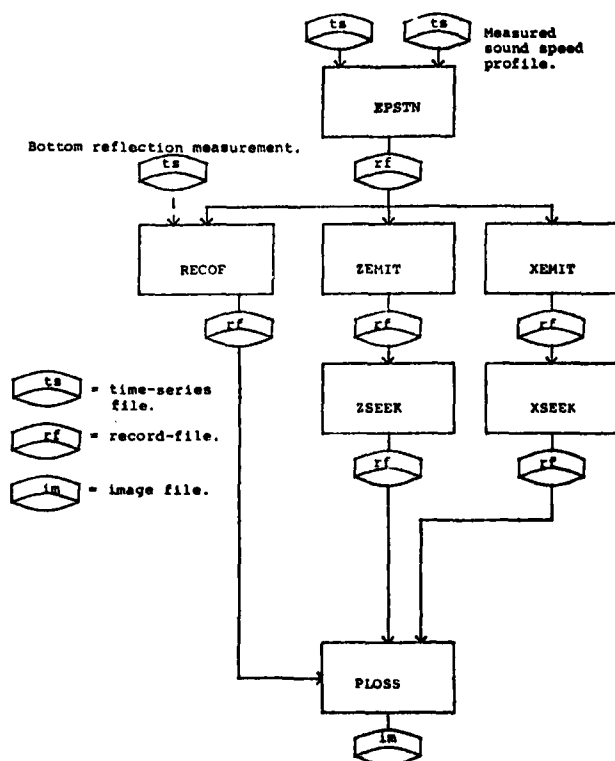 ts
ts
Measured
sound speed
profile.
EPSTN
Bottom reflection measurement.
ts
rf
RECOF
ZEMIT
XEMIT
rf
rf
rf
ts = time-series
file.
rf = record-file.
im = image file.
ZSEEK
XSEEK
rf
rf
PLOSS
im